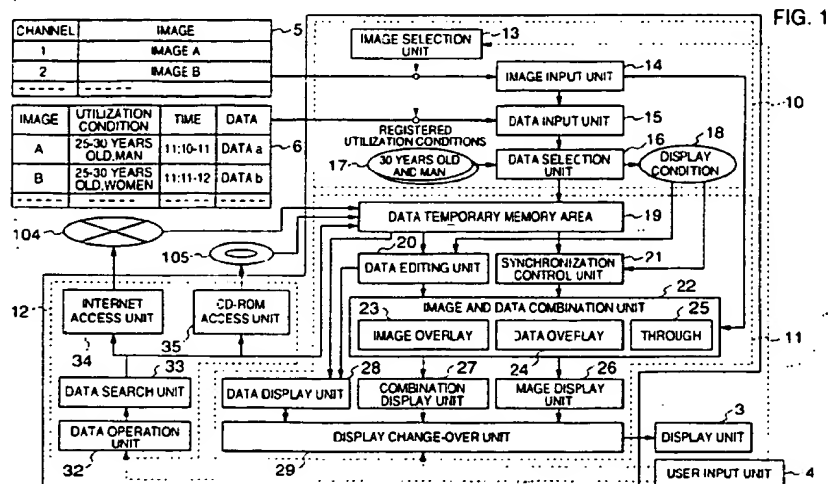 FIG. 1
CHANNEL IMAGE 5
1 IMAGE A
2 IMAGE B
IMAGE SELECTION UNIT 13
IMAGE INPUT UNIT 14
10
IMAGE UTILIZATION CONDITION TIME DATA
A 25-30 YEARS OLD,MAN 11:10-11 DATA a 6
B 25-30 YEARS OLD,WOMEN 11:11-12 DATA b
DATA INPUT UNIT 15
REGISTERED UTILIZATION CONDITIONS
17 30 YEARS OLD AND MAN
DATA SELECTION UNIT 16
DISPLAY CONDITION 18
104
DATA TEMPORARY MEMORY AREA 19
105
20 DATA EDITING UNIT
SYNCHRONIZATION CONTROL UNIT 21
IMAGE AND DATA COMBINATION UNIT 22
23 IMAGE OVERLAY
DATA OVEPLAY 24
THROUGH 25
11
12
INTERNET ACCESS UNIT 34
CD-ROM ACCESS UNIT 35
DATA SEARCH UNIT 33
DATA OPERATION UNIT 32
DATA DISPLAY UNIT 28
COMBINATION DISPLAY UNIT 27
MAGE DISPLAY UNIT 26
DISPLAY CHANGE-OVER UNIT 29
DISPLAY UNIT 3
USER INPUT UNIT 4